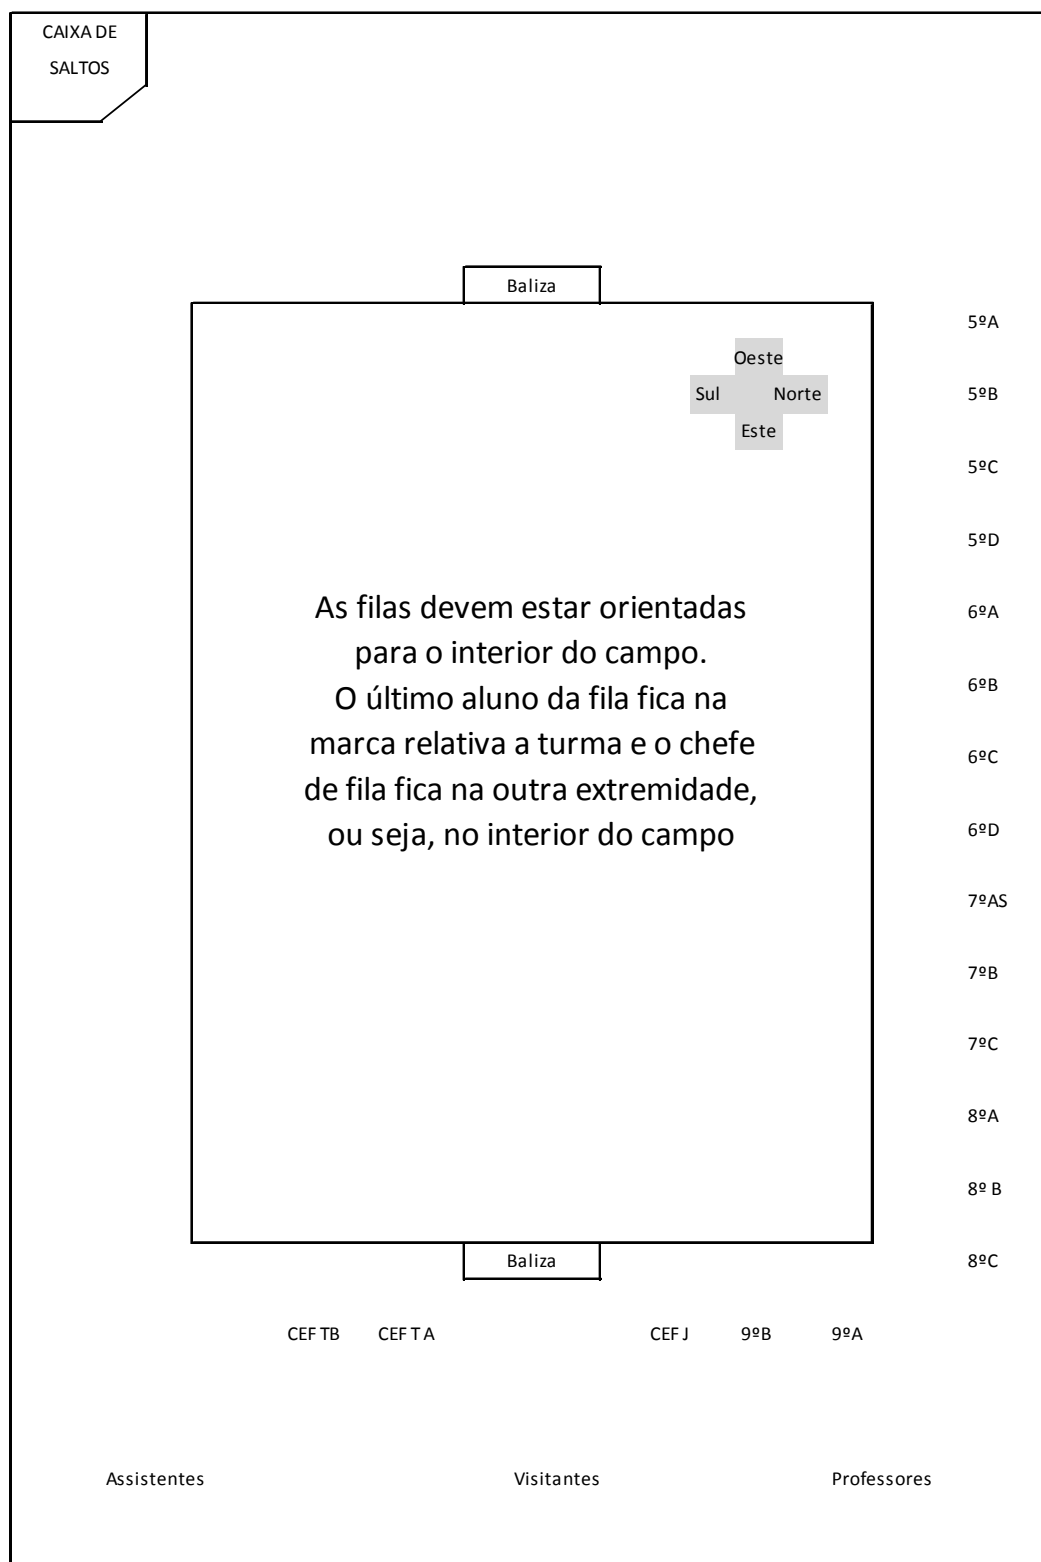 CAIXA DE
SALTOS
Baliza
5ºA
Oeste
Sul Norte
5ºB
Este
5ºC
5ºD
As filas devem estar orientadas
para o interior do campo.
O último aluno da fila fica na
marca relativa a turma e o chefe
de fila fica na outra extremidade,
ou seja, no interior do campo
6ºA
6ºB
6ºC
6ºD
7ºAS
7ºB
7ºC
8ºA
8º B
8ºC
Baliza
CEF TB CEF T A CEF J 9ºB 9ºA
Assistentes Visitantes Professores